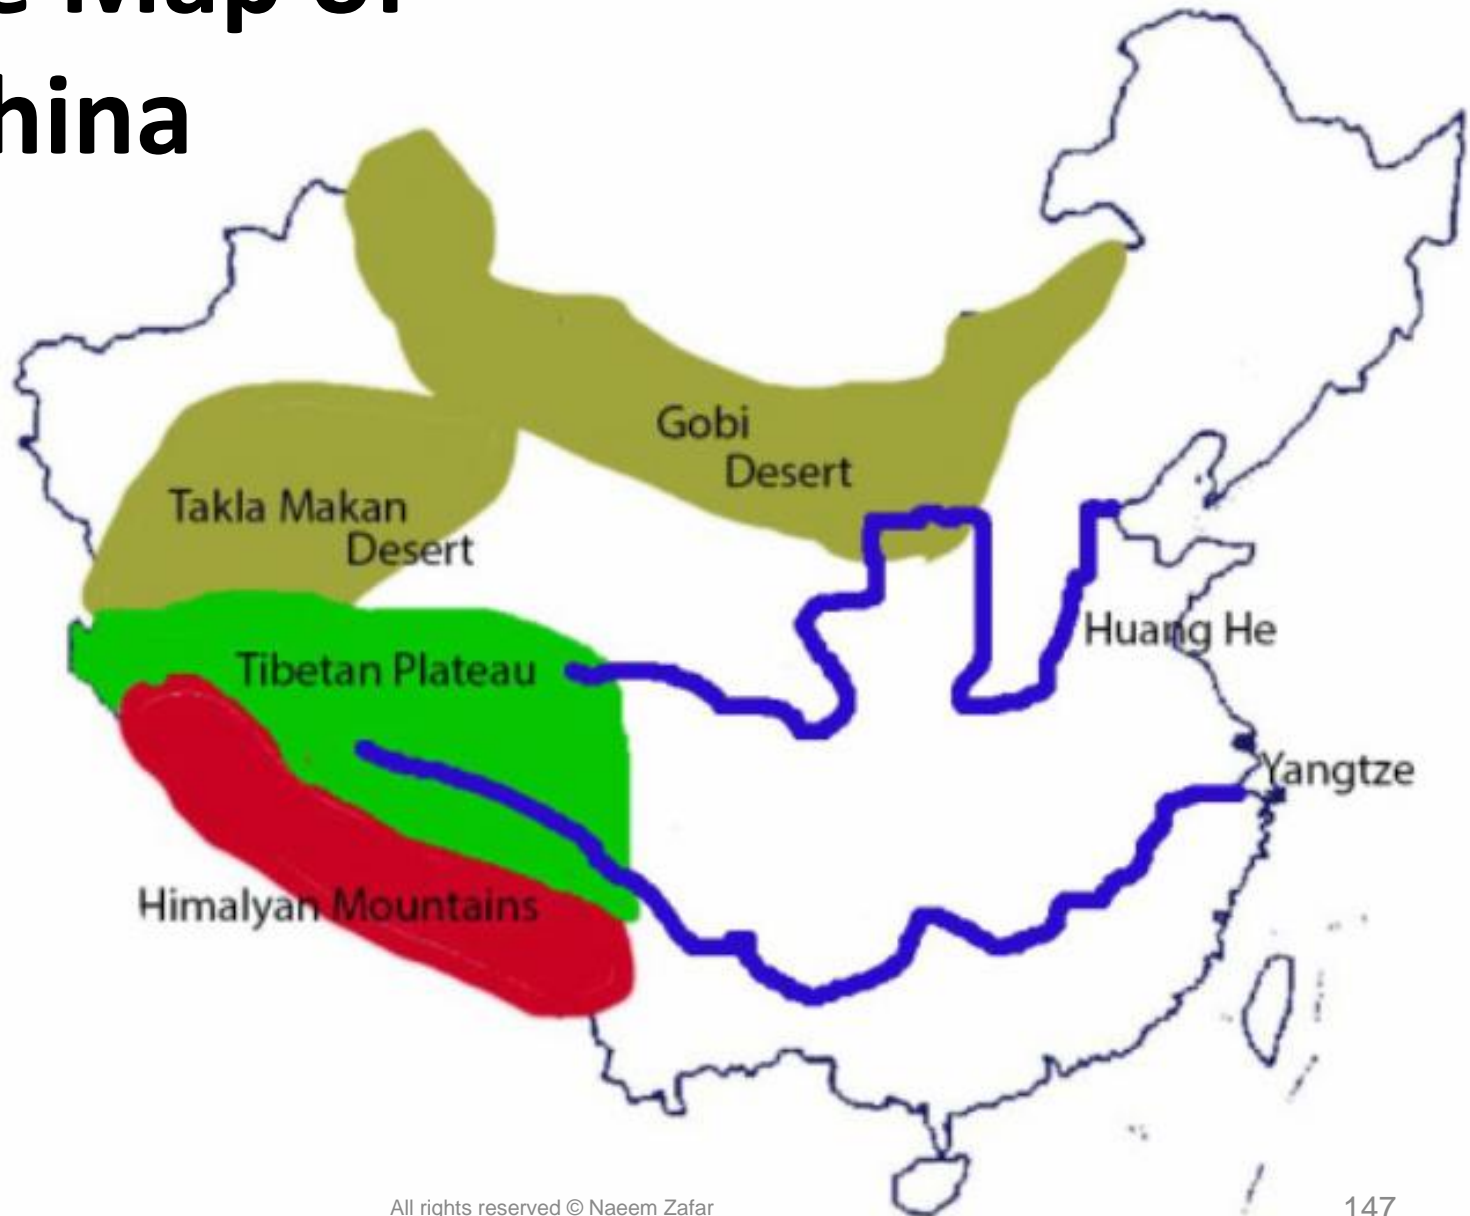 Map of
China
Gobi
Desert
Takla Makan
Desert
Huang He
Tibetan Plateau
Yangtze
Himalyan Mountains
All rights reserved © Naeem Zafar
147